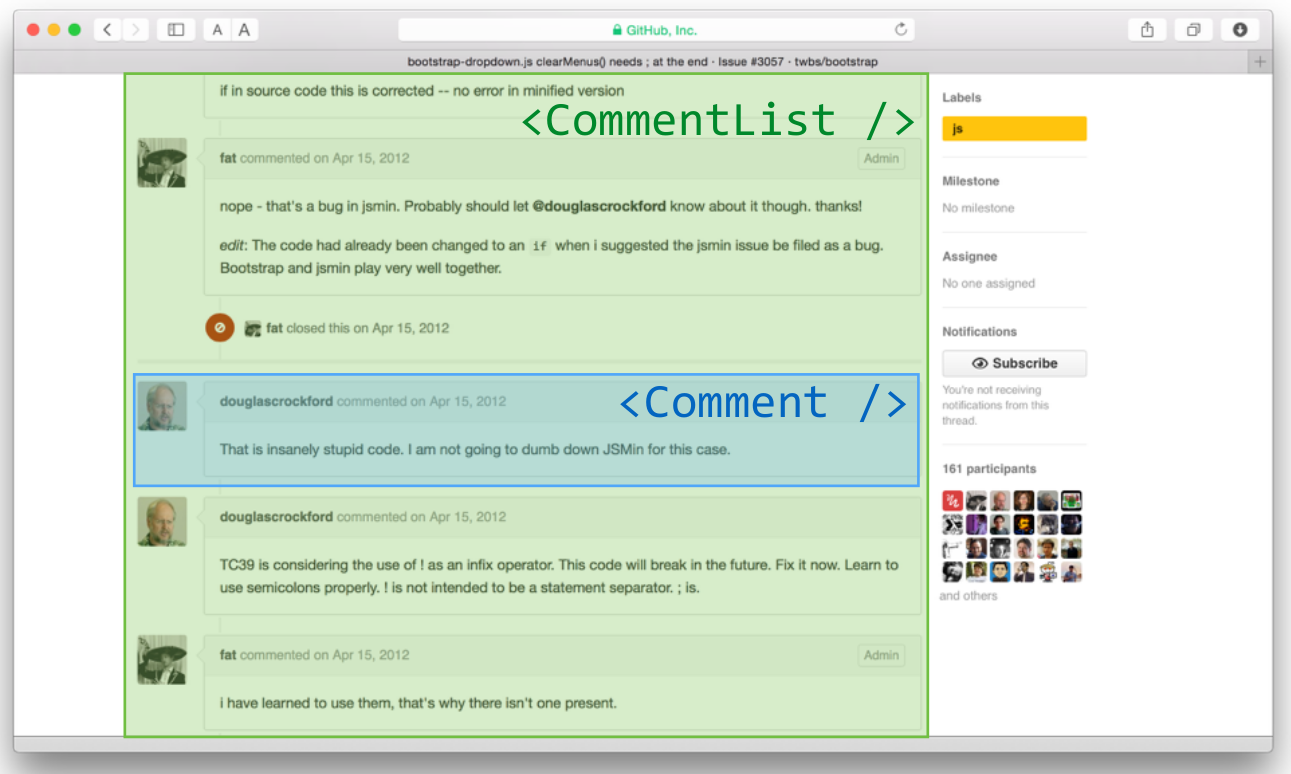 A A
GitHub, Inc.
bootstrap-dropdown.js clearMenus() needs ; at the end · Issue #3057 · twbs/bootstrap
if in source code this is corrected -- no error in minified version
<CommentList />
fat commented on Apr 15, 2012
Admin
nope - that's a bug in jsmin. Probably should let @douglascrockford know about it though. thanks!
edit: The code had already been changed to an if when i suggested the jsmin issue be filed as a bug.
Bootstrap and jsmin play very well together.
fat closed this on Apr 15, 2012
douglascrockford commented on Apr 15, 2012
<Comment />
That is insanely stupid code. I am not going to dumb down JSMin for this case.
douglascrockford commented on Apr 15, 2012
TC39 is considering the use of ! as an infix operator. This code will break in the future. Fix it now. Learn to
use semicolons properly. ! is not intended to be a statement separator. ; is.
fat commented on Apr 15, 2012
Admin
i have learned to use them, that's why there isn't one present.
Labels
js
Milestone
No milestone
Assignee
No one assigned
Notifications
Subscribe
You're not receiving
notifications from this
thread.
161 participants
and others